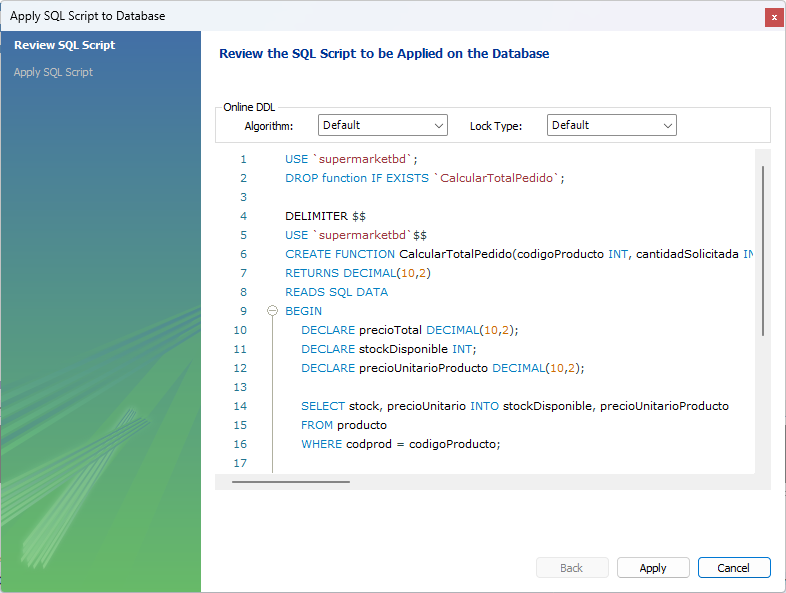 Apply SQL Script to Database
x
Review SQL Script
Apply SQL Script
Review the SQL Script to be Applied on the Database
Online DDL
Algorithm: Default Lock Type: Default
1 USE `supermarketbd`;
2 DROP function IF EXISTS `CalcularTotalPedido`;
3
4 DELIMITER $$
5 USE `supermarketbd`$$
6 CREATE FUNCTION CalcularTotalPedido(codigoProducto INT, cantidadSolicitada IN
7 RETURNS DECIMAL(10,2)
8 READS SQL DATA
9 BEGIN
10 DECLARE precioTotal DECIMAL(10,2);
11 DECLARE stockDisponible INT;
12 DECLARE precioUnitarioProducto DECIMAL(10,2);
13
14 SELECT stock, precioUnitario INTO stockDisponible, precioUnitarioProducto
15 FROM producto
16 WHERE codprod = codigoProducto;
17
Back Apply Cancel